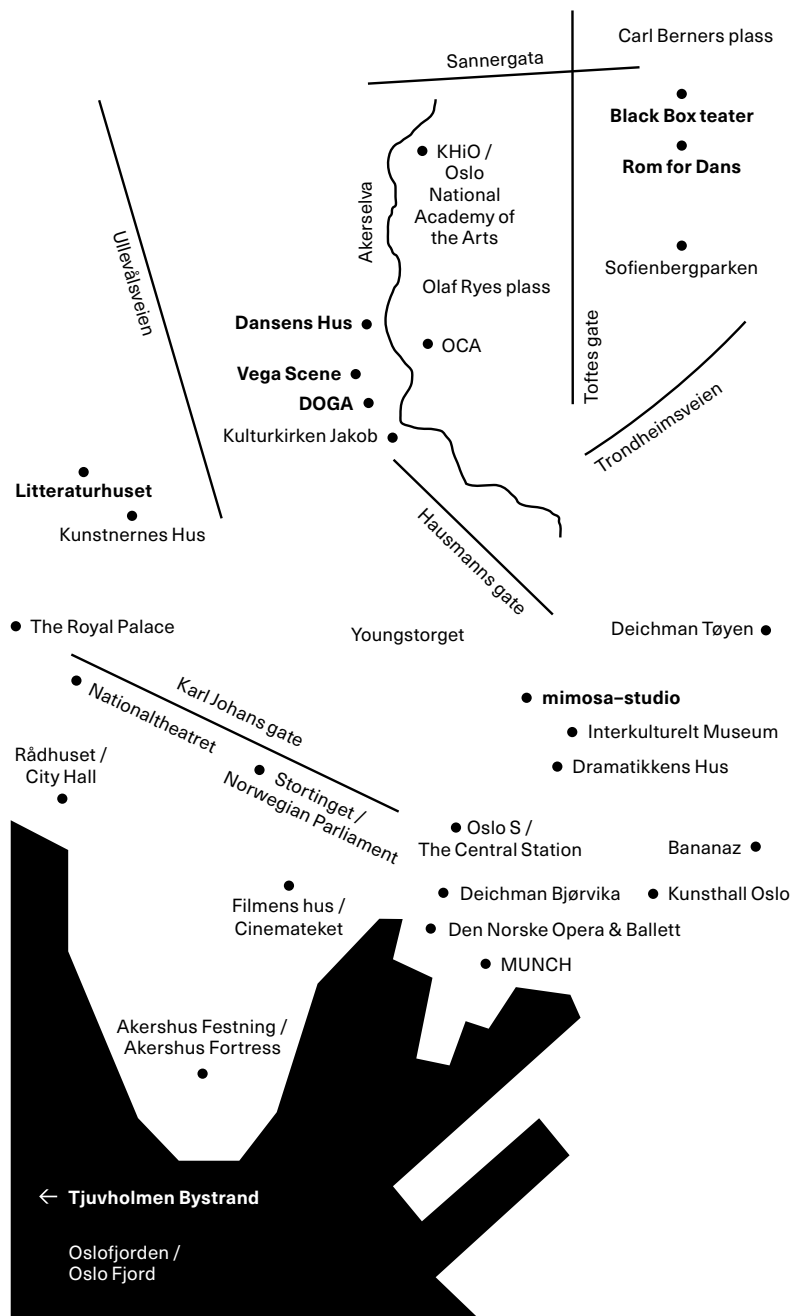 Carl Berners plass
Sannergata
Black Box teater
Rom for Dans
KHiO /
Oslo
National
Academy of
the Arts
Akerselva
Ullevålsveien
Sofienbergparken
Olaf Ryes plass
Dansens Hus
OCA
Toftes gate
Vega Scene
DOGA
Trondheimsveien
Kulturkirken Jakob
Litteraturhuset
Kunstnernes Hus
Hausmanns gate
The Royal Palace
Youngstorget
Deichman Tøyen
Karl Johans gate
Nationaltheatret
mimosa–studio
Interkulturelt Museum
Rådhuset /
City Hall
Dramatikkens Hus
Stortinget /
Norwegian Parliament
Oslo S /
The Central Station
Bananaz
Filmens hus /
Cinemateket
Deichman Bjørvika
Kunsthall Oslo
Den Norske Opera & Ballett
MUNCH
Akershus Festning /
Akershus Fortress
← Tjuvholmen Bystrand
Oslofjorden /
Oslo Fjord